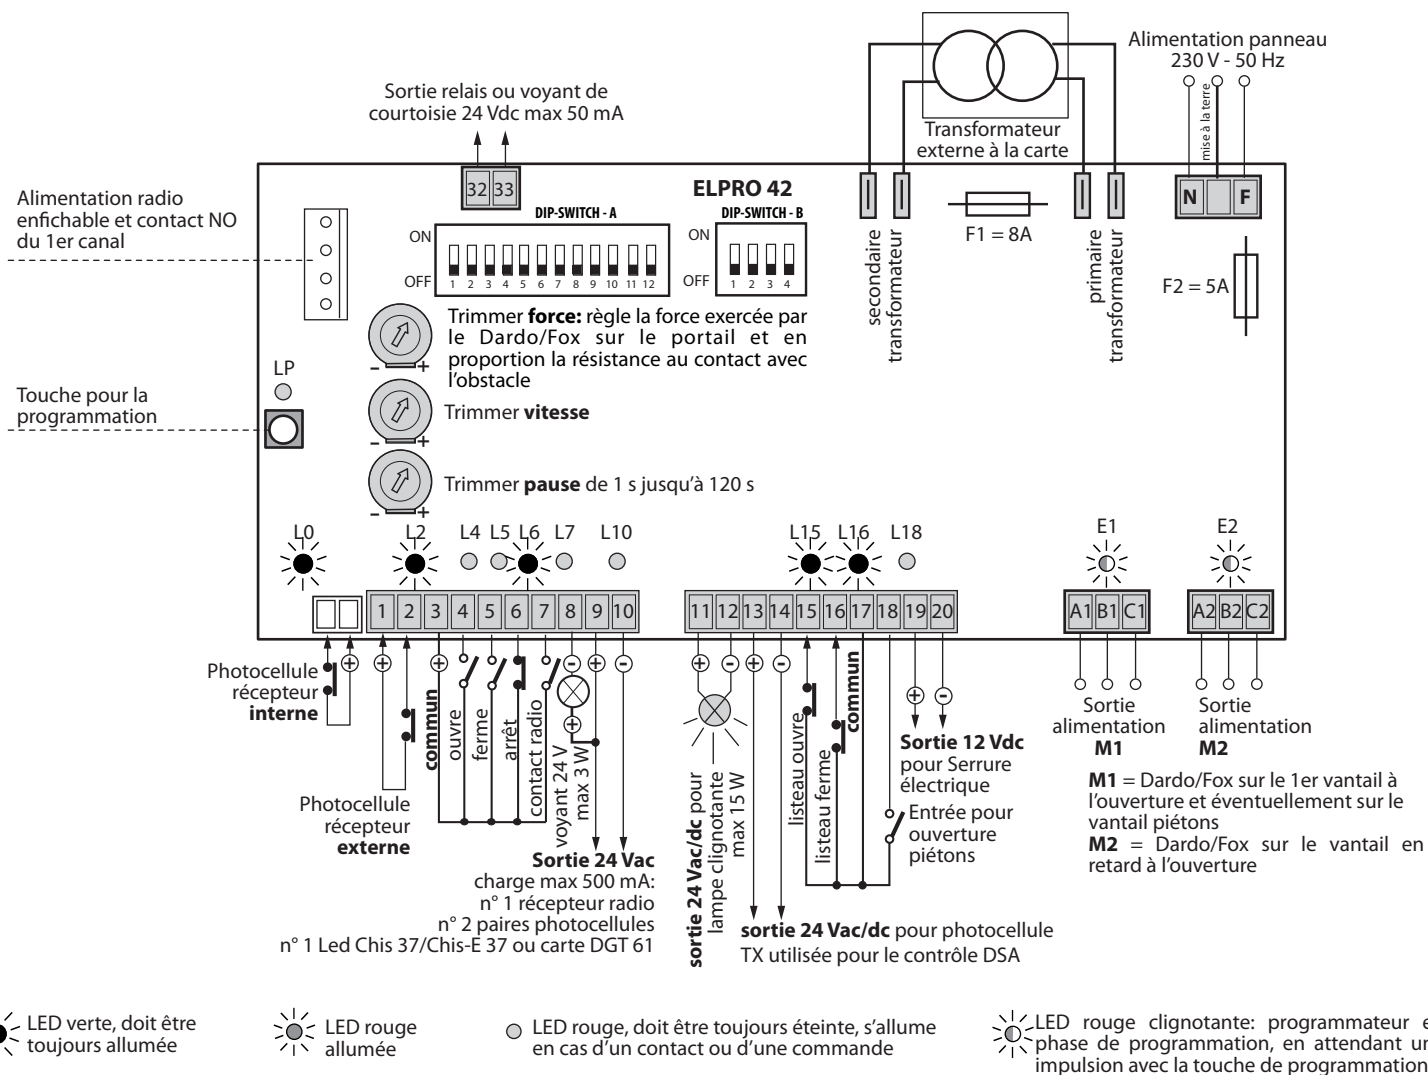 Alimentation panneau
230 V - 50 Hz
mise à la terre
Sortie relais ou voyant de
courtoisie 24 Vdc max 50 mA
Transformateur
externe à la carte
32 33
ELPRO 42
N F
Alimentation radio
enfichable et contact NO
du 1er canal
DIP-SWITCH - A
ON
OFF
1 2 3 4 5 6 7 8 9 10 11 12
DIP-SWITCH - B
ON
OFF
1 2 3 4
secondaire
transformateur
F1 = 8A
primaire
transformateur
F2 = 5A
Trimmer force: règle la force exercée par
le Dardo/Fox sur le portail et en
proportion la résistance au contact avec
l'obstacle
- +
LP
Touche pour la
programmation
Trimmer vitesse
- +
Trimmer pause de 1 s jusqu'à 120 s
- +
L0 L2 L4 L5 L6 L7 L10 L15 L16 L18 E1 E2
1 2 3 4 5 6 7 8 9 10
11 12 13 14 15 16 17 18 19 20
A1 B1 C1
A2 B2 C2
Photocellule
récepteur
interne
+
+
Photocellule
récepteur
externe
+
commun
ouvre
ferme
arrêt
contact radio
- + -
+
voyant 24 V
max 3 W
Sortie 24 Vac
charge max 500 mA:
n° 1 récepteur radio
n° 2 paires photocellules
n° 1 Led Chis 37/Chis-E 37 ou carte DGT 61
+ - + -
sortie 24 Vac/dc pour
lampe clignotante
max 15 W
sortie 24 Vac/dc pour photocellule
TX utilisée pour le contrôle DSA
listeau ouvre
listeau ferme
commun
+ -
Sortie 12 Vdc
pour Serrure
électrique
Entrée pour
ouverture
piétons
Sortie
alimentation
M1
Sortie
alimentation
M2
M1 = Dardo/Fox sur le 1er vantail à
l'ouverture et éventuellement sur le
vantail piétons
M2 = Dardo/Fox sur le vantail en
retard à l'ouverture
LED verte, doit être
toujours allumée
LED rouge
allumée
LED rouge, doit être toujours éteinte, s'allume
en cas d'un contact ou d'une commande
LED rouge clignotante: programmateur e
phase de programmation, en attendant un
impulsion avec la touche de programmation